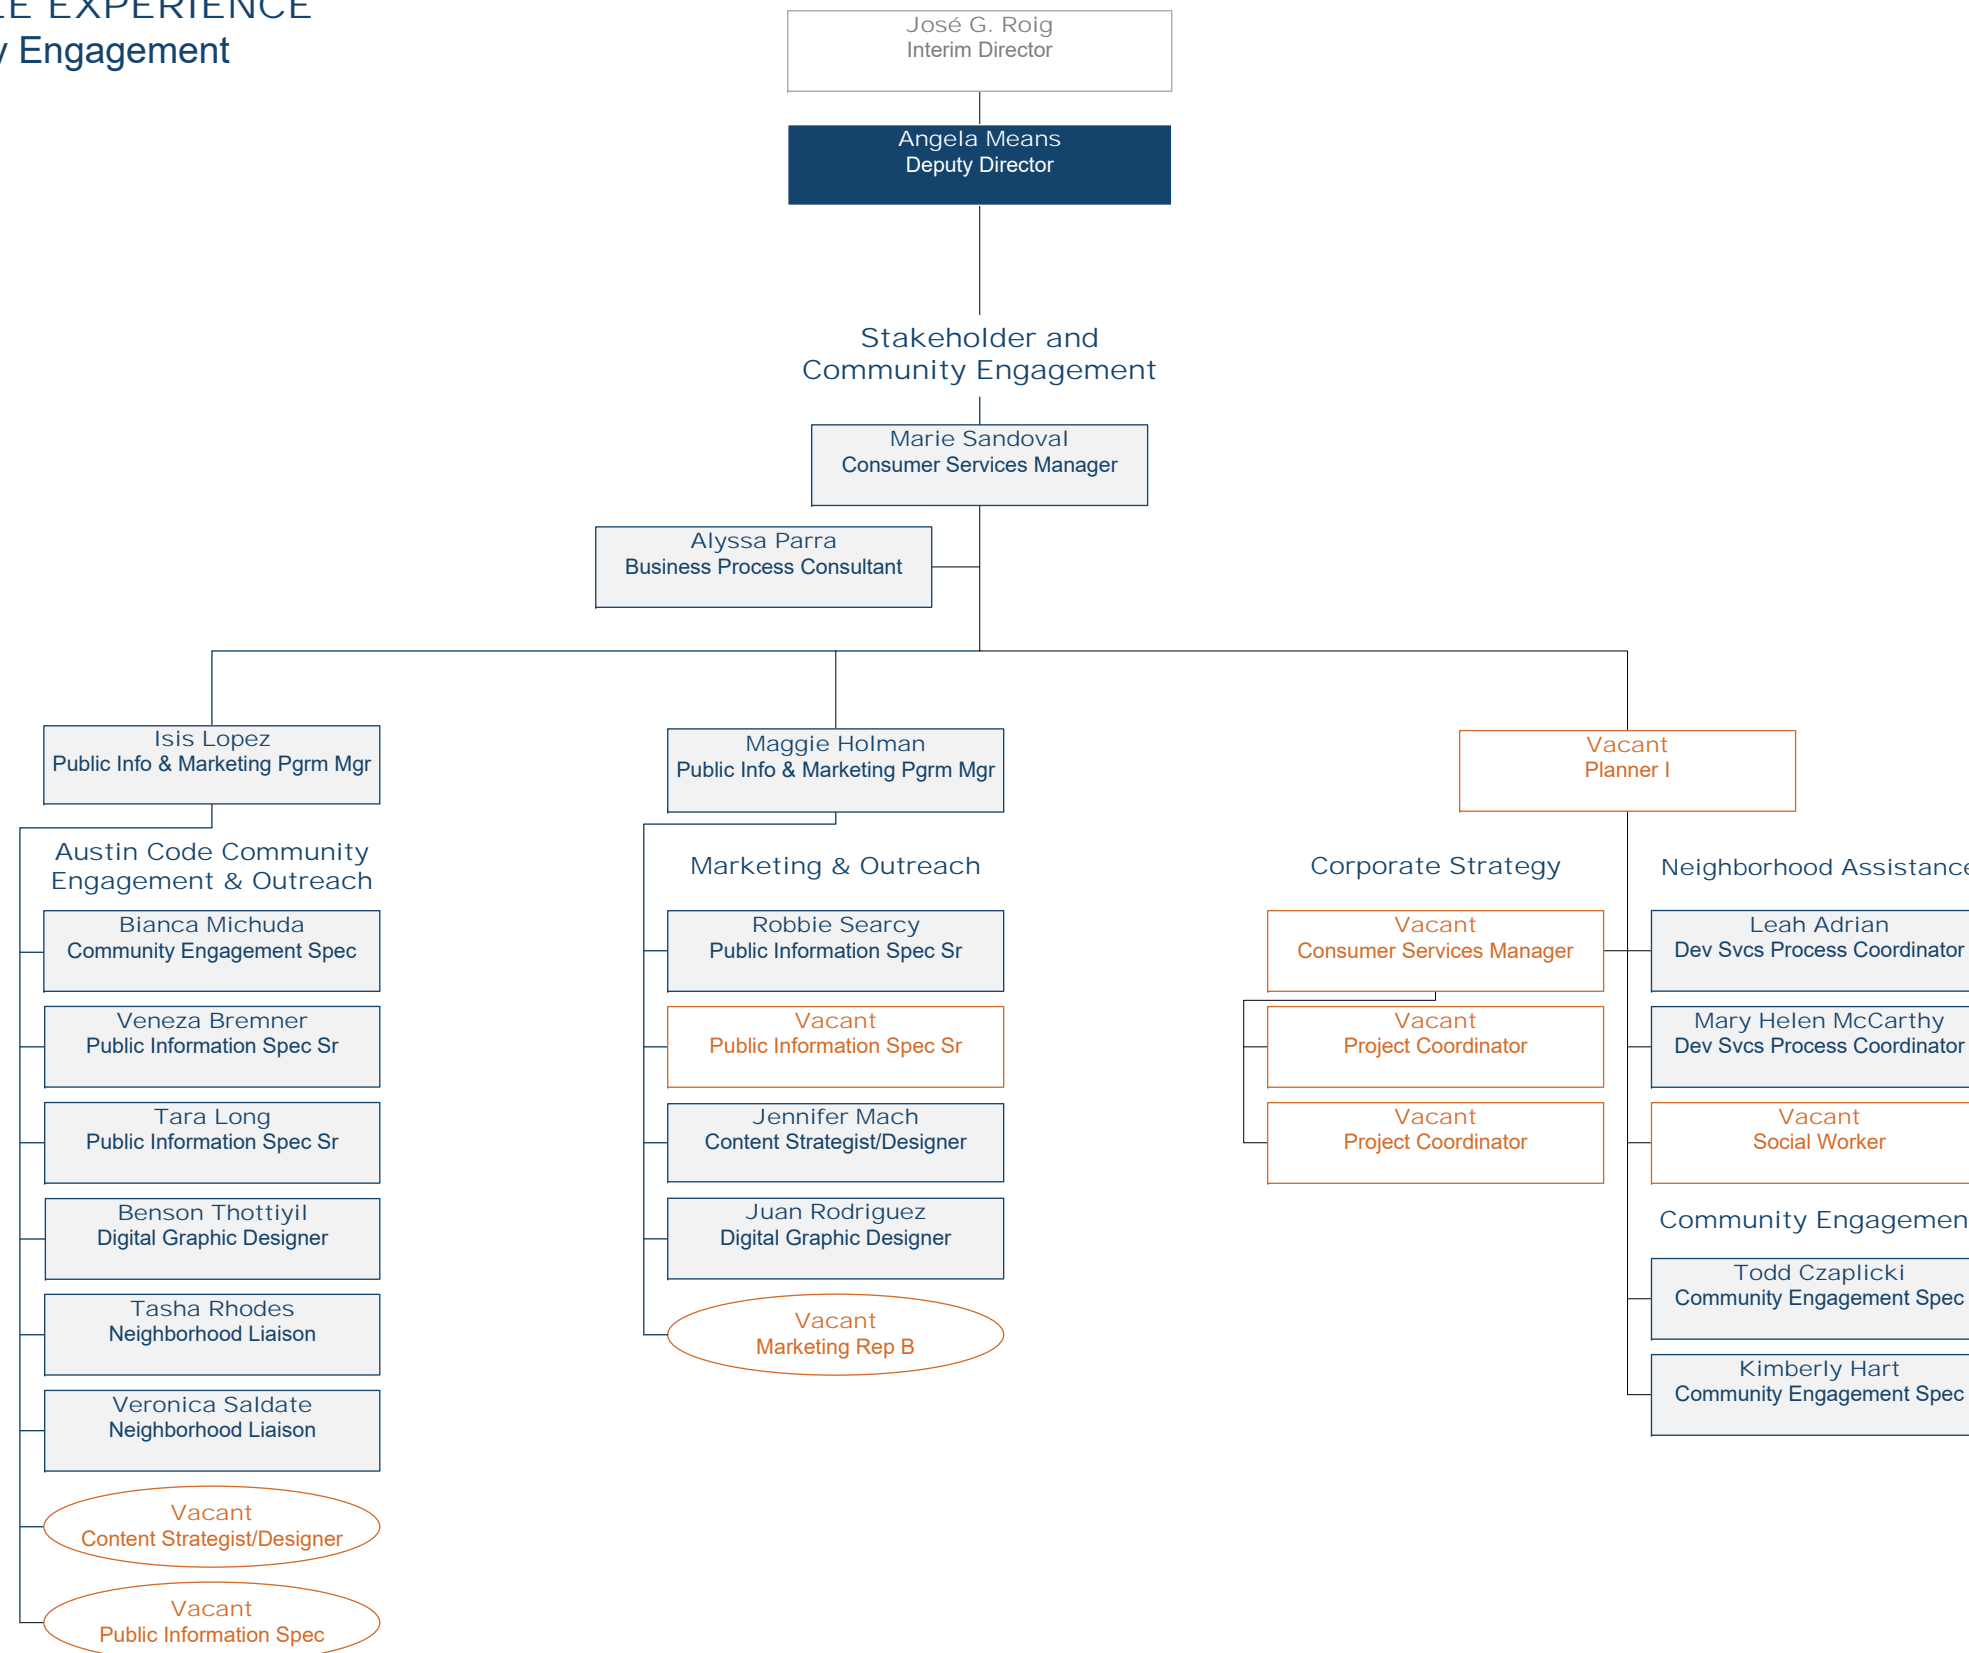 EXPERIENCE
Engagement
José G. Roig
Interim Director
Angela Means
Deputy Director
Stakeholder and
Community Engagement
Marie Sandoval
Consumer Services Manager
Alyssa Parra
Business Process Consultant
Isis Lopez
Public Info & Marketing Pgrm Mgr
Austin Code Community
Engagement & Outreach
Bianca Michuda
Community Engagement Spec
Veneza Bremner
Public Information Spec Sr
Tara Long
Public Information Spec Sr
Benson Thottiyil
Digital Graphic Designer
Tasha Rhodes
Neighborhood Liaison
Veronica Saldate
Neighborhood Liaison
Vacant
Content Strategist/Designer
Vacant
Public Information Spec
Maggie Holman
Public Info & Marketing Pgrm Mgr
Marketing & Outreach
Robbie Searcy
Public Information Spec Sr
Vacant
Public Information Spec Sr
Jennifer Mach
Content Strategist/Designer
Juan Rodriguez
Digital Graphic Designer
Vacant
Marketing Rep B
Vacant
Planner I
Corporate Strategy
Vacant
Consumer Services Manager
Vacant
Project Coordinator
Vacant
Project Coordinator
Neighborhood Assistance
Leah Adrian
Dev Svcs Process Coordinator
Mary Helen McCarthy
Dev Svcs Process Coordinator
Vacant
Social Worker
Community Engagemen
Todd Czaplicki
Community Engagement Spec
Kimberly Hart
Community Engagement Spec